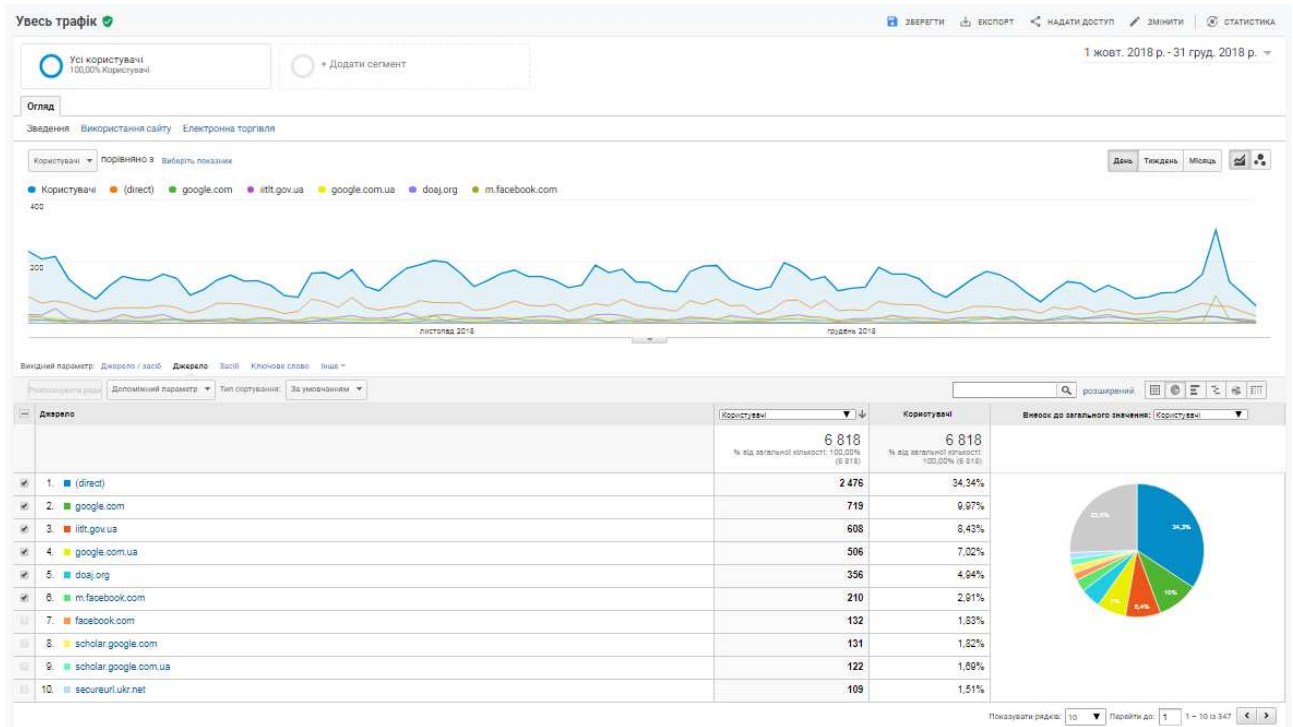 Увесь трафік
ЗБЕРЕГТИ ЕКСПОРТ НАДАТИ ДОСТУП ЗМІНИТИ СТАТИСТИКА
Усі користувачі
100,00% Користувачі
+ Додати сегмент
1 жовт. 2018 р. - 31 груд. 2018 р.
Огляд
Зведення Використання сайту Електронна торгівля
Користувачі порівняно з Виберіть показник
День Тиждень Місяць
Користувачі (direct) google.com iitlt.gov.ua google.com.ua doaj.org m.facebook.com
400
200
листопад 2018 грудень 2018
Вихідний параметр: Джерело / засіб Джерело Засіб Ключове слово Інше
Допоміжний параметр Тип сортування: За умовчанням
розширений
Джерело Користувачі Користувачі Внесок до загального значення: Користувачі
6 818 6 818
% від загальної кількості: 100,00% (6 818) % від загальної кількості: 100,00% (6 818)
1. (direct) 2 476 34,34%
2. google.com 719 9,97%
3. iitlt.gov.ua 608 8,43%
4. google.com.ua 506 7,02%
5. doaj.org 356 4,94%
6. m.facebook.com 210 2,91%
7. facebook.com 132 1,83%
8. scholar.google.com 131 1,82%
9. scholar.google.com.ua 122 1,69%
10. secureurl.ukr.net 109 1,51%
34,3%
10%
8,4%
7%
Показувати рядків: 10 Перейти до: 1 1 – 10 із 347